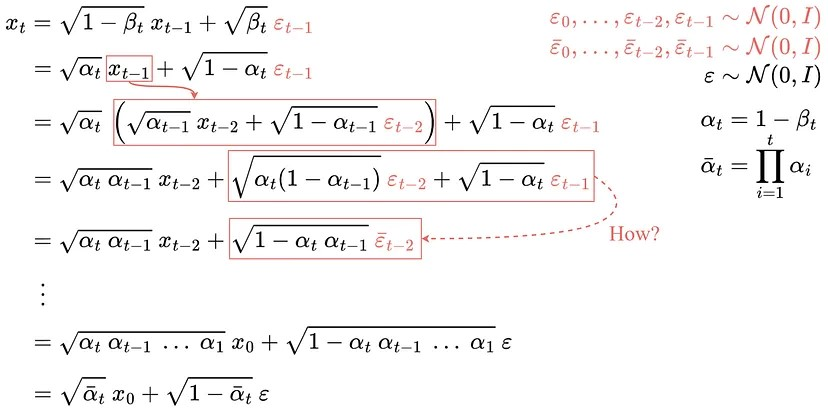 x_t = √(1 − β_t) x_{t−1} + √(β_t) ε_{t−1}
= √(α_t) x_{t−1} + √(1 − α_t) ε_{t−1}
= √(α_t) (√(α_{t−1}) x_{t−2} + √(1 − α_{t−1}) ε_{t−2}) + √(1 − α_t) ε_{t−1}
= √(α_t α_{t−1}) x_{t−2} + √(α_t(1 − α_{t−1})) ε_{t−2} + √(1 − α_t) ε_{t−1}
= √(α_t α_{t−1}) x_{t−2} + √(1 − α_t α_{t−1}) ε̄_{t−2}
How?
⋮
= √(α_t α_{t−1} … α_1) x_0 + √(1 − α_t α_{t−1} … α_1) ε
= √(ᾱ_t) x_0 + √(1 − ᾱ_t) ε
ε_0, …, ε_{t−2}, ε_{t−1} ∼ 𝒩(0, I)
ε̄_0, …, ε̄_{t−2}, ε̄_{t−1} ∼ 𝒩(0, I)
ε ∼ 𝒩(0, I)
α_t = 1 − β_t
ᾱ_t = ∏_{i=1}^{t} α_i